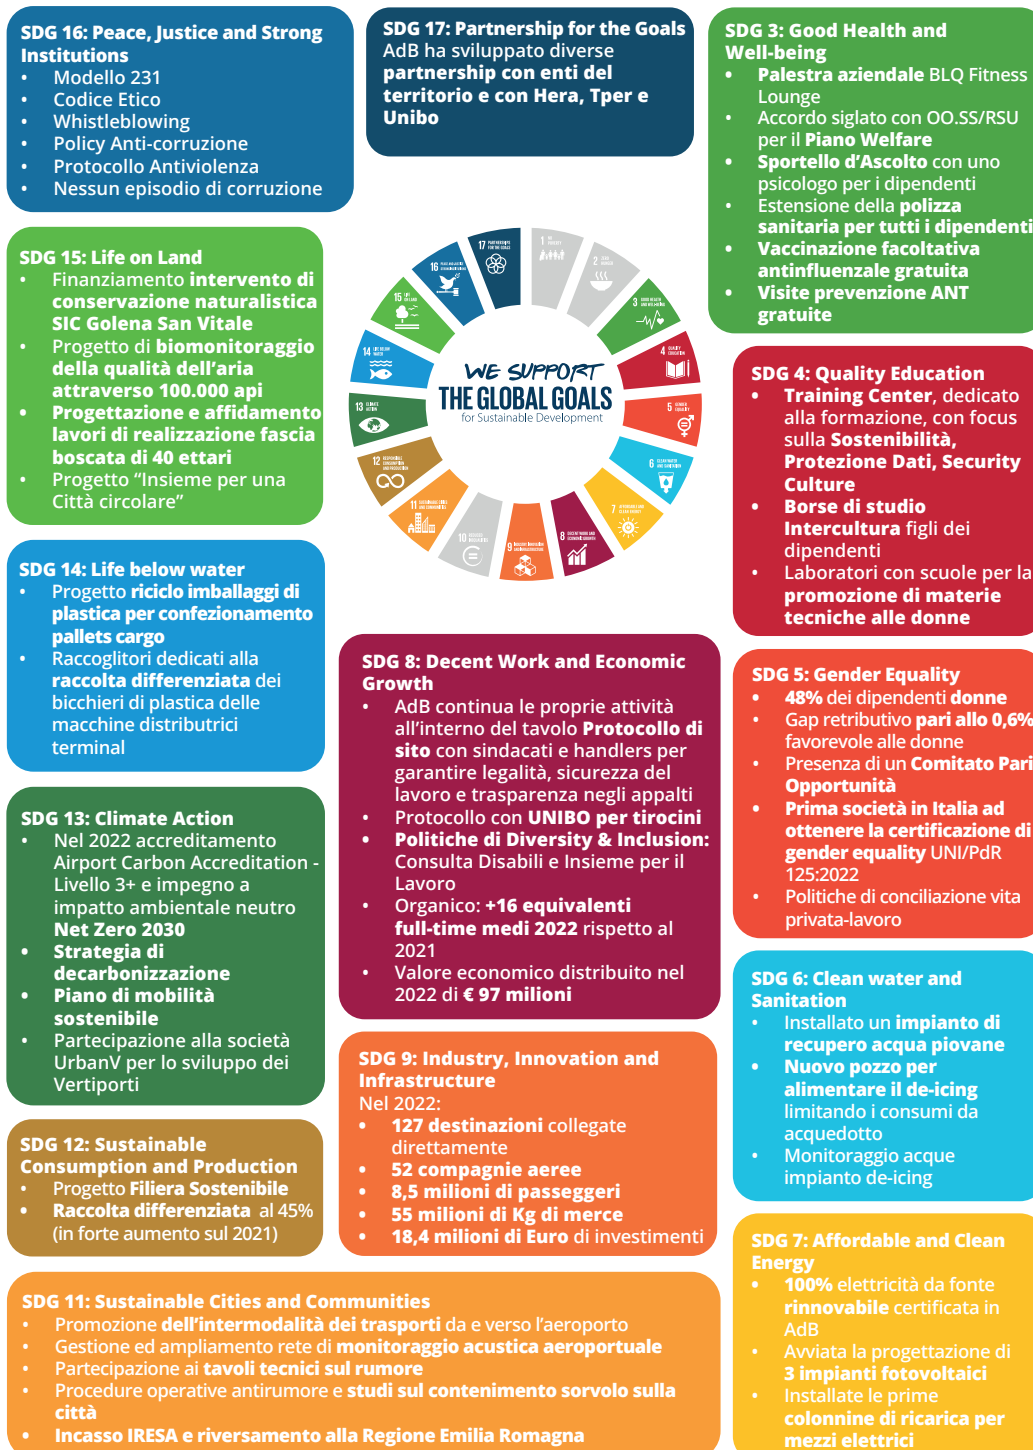 SDG 16: Peace, Justice and Strong
Institutions
• Modello 231
• Codice Etico
• Whistleblowing
• Policy Anti-corruzione
• Protocollo Antiviolenza
• Nessun episodio di corruzione
SDG 17: Partnership for the Goals
AdB ha sviluppato diverse
partnership con enti del
territorio e con Hera, Tper e
Unibo
SDG 3: Good Health and
Well-being
• Palestra aziendale BLQ Fitness
Lounge
• Accordo siglato con OO.SS/RSU
per il Piano Welfare
• Sportello d’Ascolto con uno
psicologo per i dipendenti
• Estensione della polizza
sanitaria per tutti i dipendenti
• Vaccinazione facoltativa
antinfluenzale gratuita
• Visite prevenzione ANT
gratuite
SDG 15: Life on Land
• Finanziamento intervento di
conservazione naturalistica
SIC Golena San Vitale
• Progetto di biomonitoraggio
della qualità dell’aria
attraverso 100.000 api
• Progettazione e affidamento
lavori di realizzazione fascia
boscata di 40 ettari
• Progetto “Insieme per una
Città circolare”
WE SUPPORT
THE GLOBAL GOALS
for Sustainable Development
1
2
3
4
5
6
7
8
9
10
11
12
13
14
15
16
17
SDG 4: Quality Education
• Training Center, dedicato
alla formazione, con focus
sulla Sostenibilità,
Protezione Dati, Security
Culture
• Borse di studio
Intercultura figli dei
dipendenti
• Laboratori con scuole per la
promozione di materie
tecniche alle donne
SDG 14: Life below water
• Progetto riciclo imballaggi di
plastica per confezionamento
pallets cargo
• Raccoglitori dedicati alla
raccolta differenziata dei
bicchieri di plastica delle
macchine distributrici
terminal
SDG 8: Decent Work and Economic
Growth
• AdB continua le proprie attività
all’interno del tavolo Protocollo di
sito con sindacati e handlers per
garantire legalità, sicurezza del
lavoro e trasparenza negli appalti
• Protocollo con UNIBO per tirocini
• Politiche di Diversity & Inclusion:
Consulta Disabili e Insieme per il
Lavoro
• Organico: +16 equivalenti
full-time medi 2022 rispetto al
2021
• Valore economico distribuito nel
2022 di € 97 milioni
SDG 5: Gender Equality
• 48% dei dipendenti donne
• Gap retributivo pari allo 0,6%
favorevole alle donne
• Presenza di un Comitato Pari
Opportunità
• Prima società in Italia ad
ottenere la certificazione di
gender equality UNI/PdR
125:2022
• Politiche di conciliazione vita
privata-lavoro
SDG 13: Climate Action
• Nel 2022 accreditamento
Airport Carbon Accreditation -
Livello 3+ e impegno a
impatto ambientale neutro
Net Zero 2030
• Strategia di
decarbonizzazione
• Piano di mobilità
sostenibile
• Partecipazione alla società
UrbanV per lo sviluppo dei
Vertiporti
SDG 6: Clean water and
Sanitation
• Installato un impianto di
recupero acqua piovane
• Nuovo pozzo per
alimentare il de-icing
limitando i consumi da
acquedotto
• Monitoraggio acque
impianto de-icing
SDG 9: Industry, Innovation and
Infrastructure
Nel 2022:
• 127 destinazioni collegate
direttamente
• 52 compagnie aeree
• 8,5 milioni di passeggeri
• 55 milioni di Kg di merce
• 18,4 milioni di Euro di investimenti
SDG 12: Sustainable
Consumption and Production
• Progetto Filiera Sostenibile
• Raccolta differenziata al 45%
(in forte aumento sul 2021)
SDG 7: Affordable and Clean
Energy
• 100% elettricità da fonte
rinnovabile certificata in
AdB
• Avviata la progettazione di
3 impianti fotovoltaici
• Installate le prime
colonnine di ricarica per
mezzi elettrici
SDG 11: Sustainable Cities and Communities
• Promozione dell’intermodalità dei trasporti da e verso l’aeroporto
• Gestione ed ampliamento rete di monitoraggio acustica aeroportuale
• Partecipazione ai tavoli tecnici sul rumore
• Procedure operative antirumore e studi sul contenimento sorvolo sulla
città
• Incasso IRESA e riversamento alla Regione Emilia Romagna